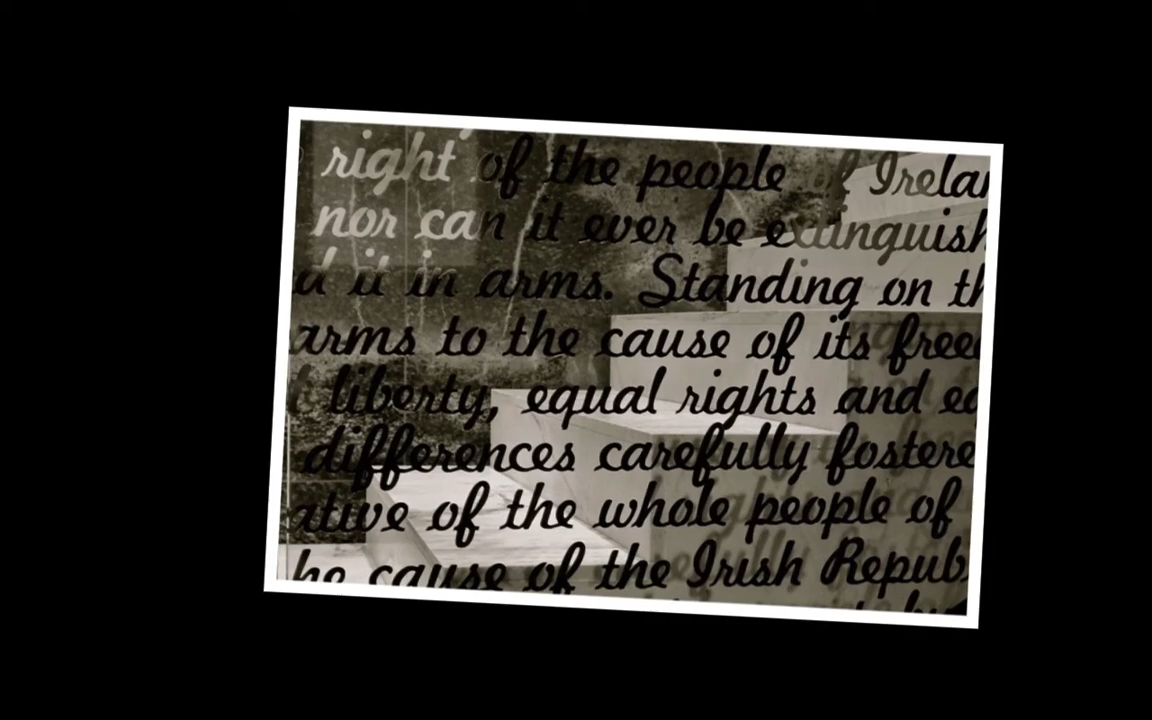 right of the people of Irelan
nor can it ever be extinguish
d it in arms. Standing on th
arms to the cause of its free
liberty, equal rights and eq
differences carefully fostere
ative of the whole people of
he cause of the Irish Repub